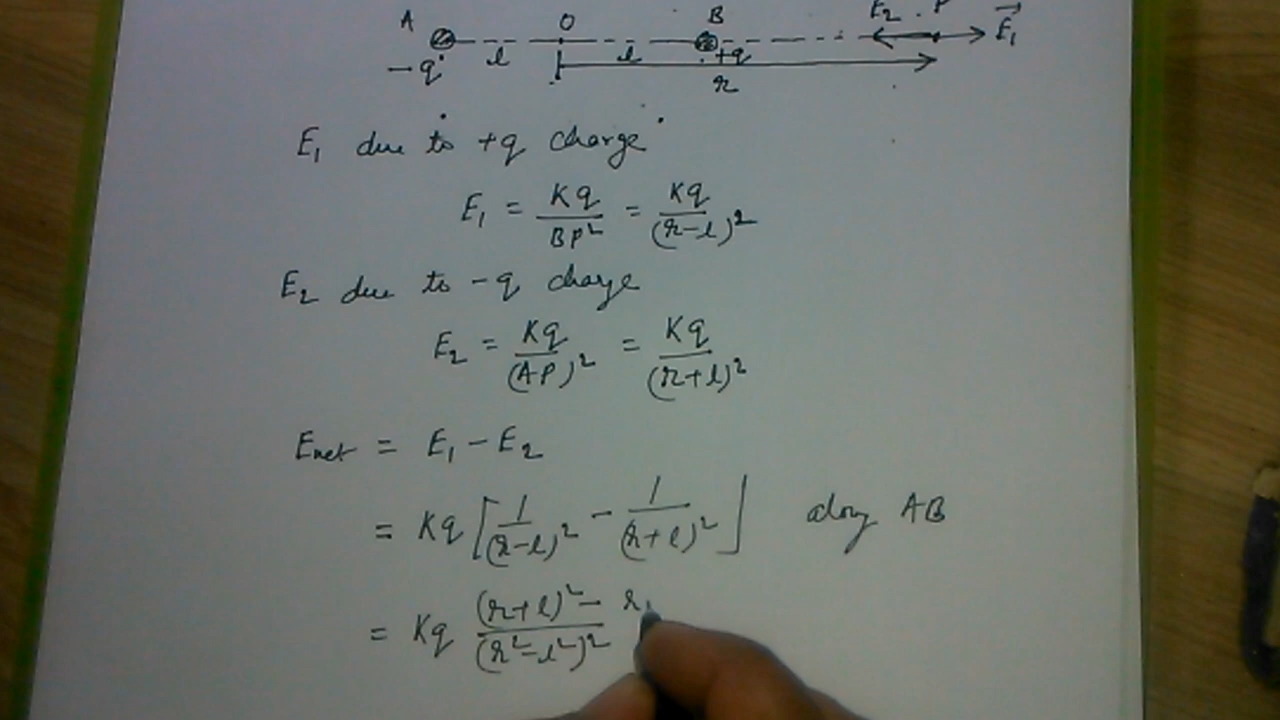 A O B E₂ P E₁
-q l l +q
r
E₁ due to +q charge
E₁ = Kq/BP² = Kq/(r-l)²
E₂ due to -q charge
E₂ = Kq/(AP)² = Kq/(r+l)²
Enet = E₁ - E₂
= Kq [1/(r-l)² - 1/(r+l)²] along AB
= Kq (r+l)² - r/(r²-l²)²